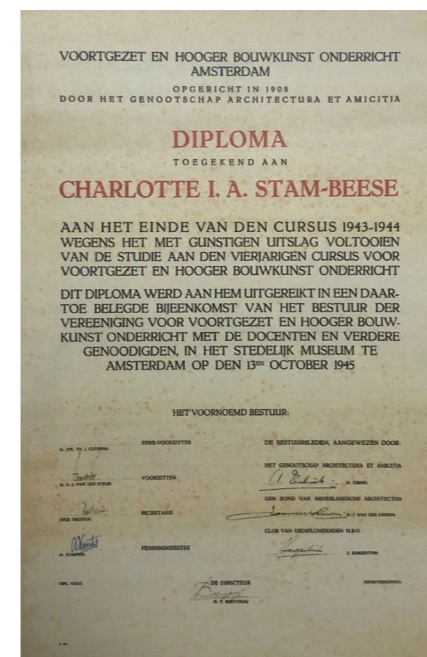 VOORTGEZET EN HOOGER BOUWKUNST ONDERRICHT
AMSTERDAM
OPGERICHT IN 1908
DOOR HET GENOOTSCHAP ARCHITECTURA ET AMICITIA
DIPLOMA
TOEGEKEND AAN
CHARLOTTE I. A. STAM-BEESE
AAN HET EINDE VAN DEN CURSUS 1943-1944
WEGENS HET MET GUNSTIGEN UITSLAG VOLTOOIEN
VAN DE STUDIE AAN DEN VIERJARIGEN CURSUS VOOR
VOORTGEZET EN HOOGER BOUWKUNST ONDERRICHT
DIT DIPLOMA WERD AAN HEM UITGEREIKT IN EEN DAAR-
TOE BELEGDE BIJEENKOMST VAN HET BESTUUR DER
VEREENIGING VOOR VOORTGEZET EN HOOGER BOUW-
KUNST ONDERRICHT MET DE DOCENTEN EN VERDERE
GENOODIGDEN, IN HET STEDELIJK MUSEUM TE
AMSTERDAM OP DEN 13EN OCTOBER 1945
HET VOORNOEMD BESTUUR:
EERE-VOORZITTER
DE BESTUURSLEDEN, AANGEWEZEN DOOR:
HET GENOOTSCHAP ARCHITECTURA ET AMICITIA
VOORZITTER
DEN BOND VAN NEDERLANDSCHE ARCHITECTEN
SECRETARIS
CLUB VAN GEDIPLOMEERDEN H.B.O.
PENNINGMEESTER
DE DIRECTEUR